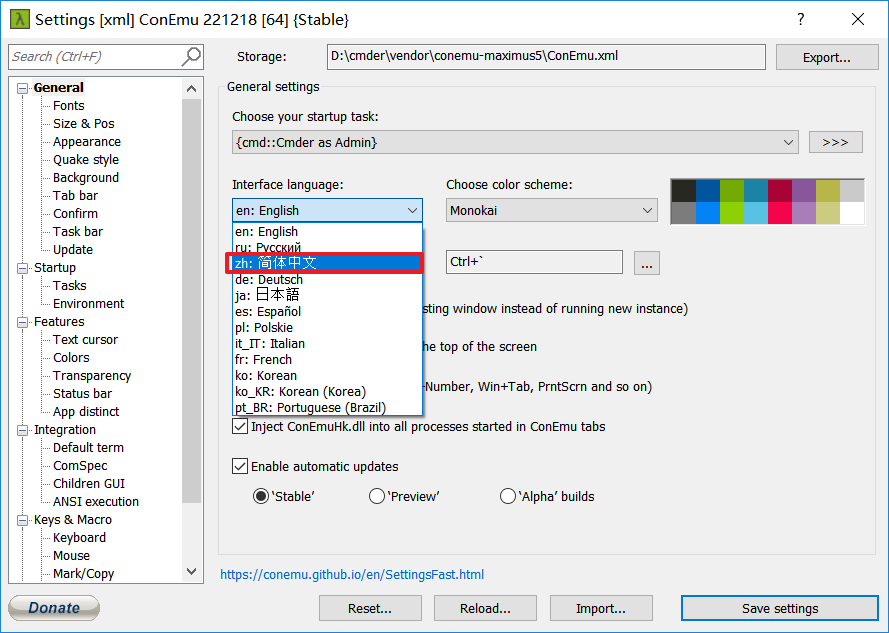 Settings [xml] ConEmu 221218 [64] {Stable}
Search (Ctrl+F)
Storage:
D:\cmder\vendor\conemu-maximus5\ConEmu.xml
Export...
General
Fonts
Size & Pos
Appearance
Quake style
Background
Tab bar
Confirm
Task bar
Update
Startup
Tasks
Environment
Features
Text cursor
Colors
Transparency
Status bar
App distinct
Integration
Default term
ComSpec
Children GUI
ANSI execution
Keys & Macro
Keyboard
Mouse
Mark/Copy
General settings
Choose your startup task:
{cmd::Cmder as Admin}
>>>
Interface language:
Choose color scheme:
en: English
Monokai
en: English
ru: Русский
zh: 简体中文
de: Deutsch
ja: 日本語
es: Español
pl: Polskie
it_IT: Italian
fr: French
ko: Korean
ko_KR: Korean (Korea)
pt_BR: Portuguese (Brazil)
Ctrl+`
...
sting window instead of running new instance)
he top of the screen
-Number, Win+Tab, PrntScrn and so on)
Inject ConEmuHk.dll into all processes started in ConEmu tabs
Enable automatic updates
‘Stable’
‘Preview’
‘Alpha’ builds
https://conemu.github.io/en/SettingsFast.html
Donate
Reset...
Reload...
Import...
Save settings